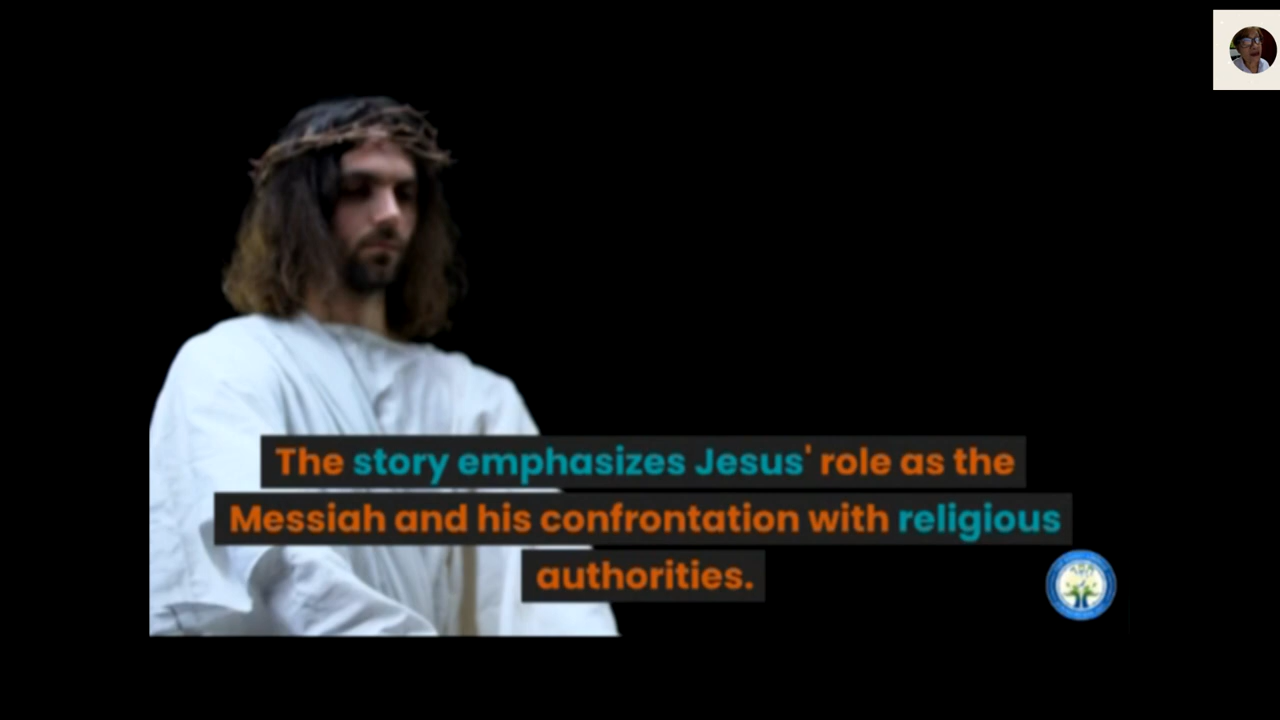 The story emphasizes Jesus' role as the
Messiah and his confrontation with religious
authorities.